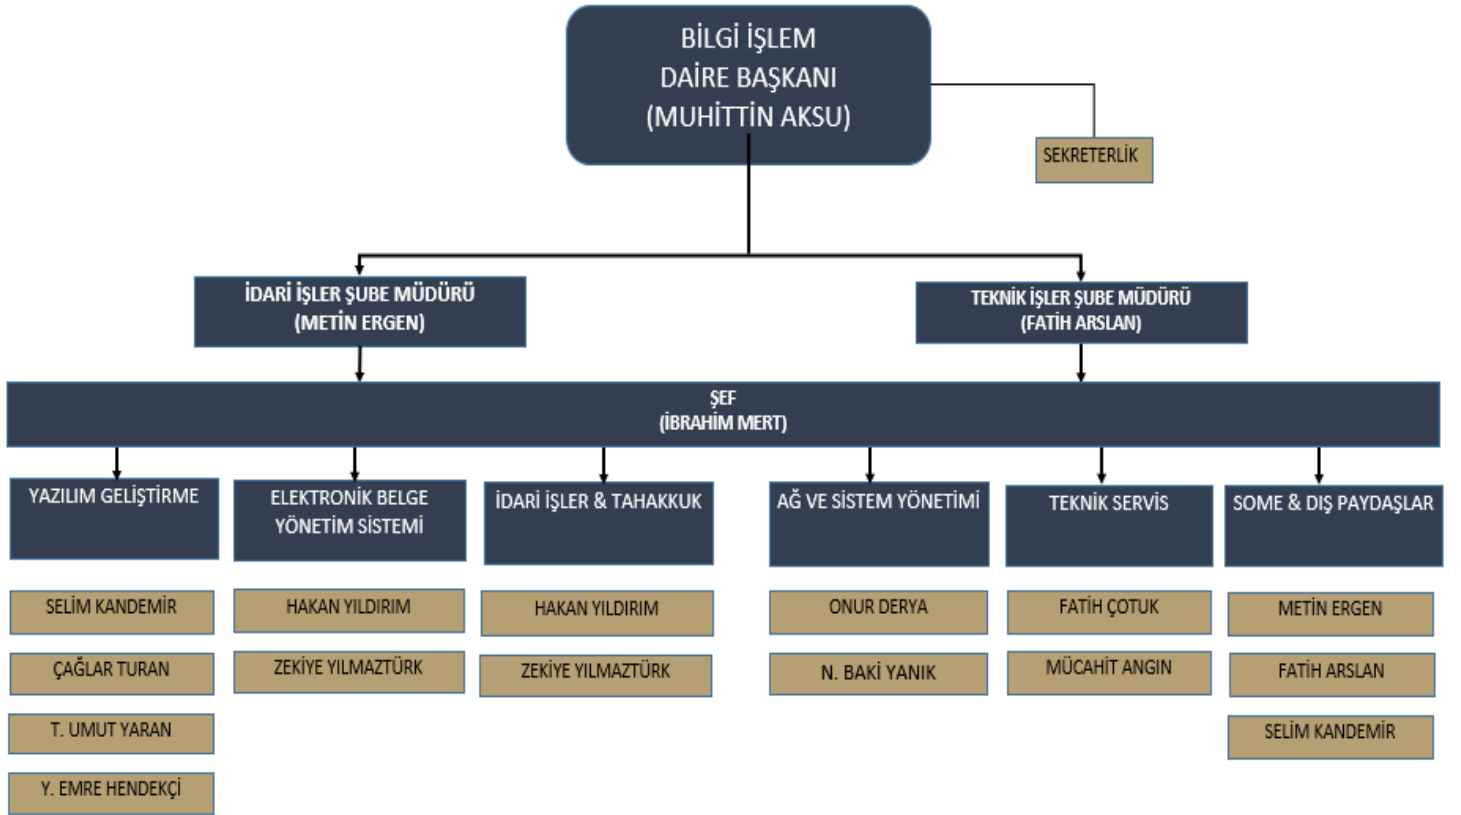 BİLGİ İŞLEM
DAİRE BAŞKANI
(MUHİTTİN AKSU)
SEKRETERLİK
İDARİ İŞLER ŞUBE MÜDÜRÜ
(METİN ERGEN)
TEKNİK İŞLER ŞUBE MÜDÜRÜ
(FATİH ARSLAN)
ŞEF
(İBRAHİM MERT)
YAZILIM GELİŞTİRME
SELİM KANDEMİR
ÇAĞLAR TURAN
T. UMUT YARAN
Y. EMRE HENDEKÇİ
ELEKTRONİK BELGE
YÖNETİM SİSTEMİ
HAKAN YILDIRIM
ZEKİYE YILMAZTÜRK
İDARİ İŞLER & TAHAKKUK
HAKAN YILDIRIM
ZEKİYE YILMAZTÜRK
AĞ VE SİSTEM YÖNETİMİ
ONUR DERYA
N. BAKİ YANIK
TEKNİK SERVİS
FATİH ÇOTUK
MÜCAHİT ANGIN
SOME & DIŞ PAYDAŞLAR
METİN ERGEN
FATİH ARSLAN
SELİM KANDEMİR